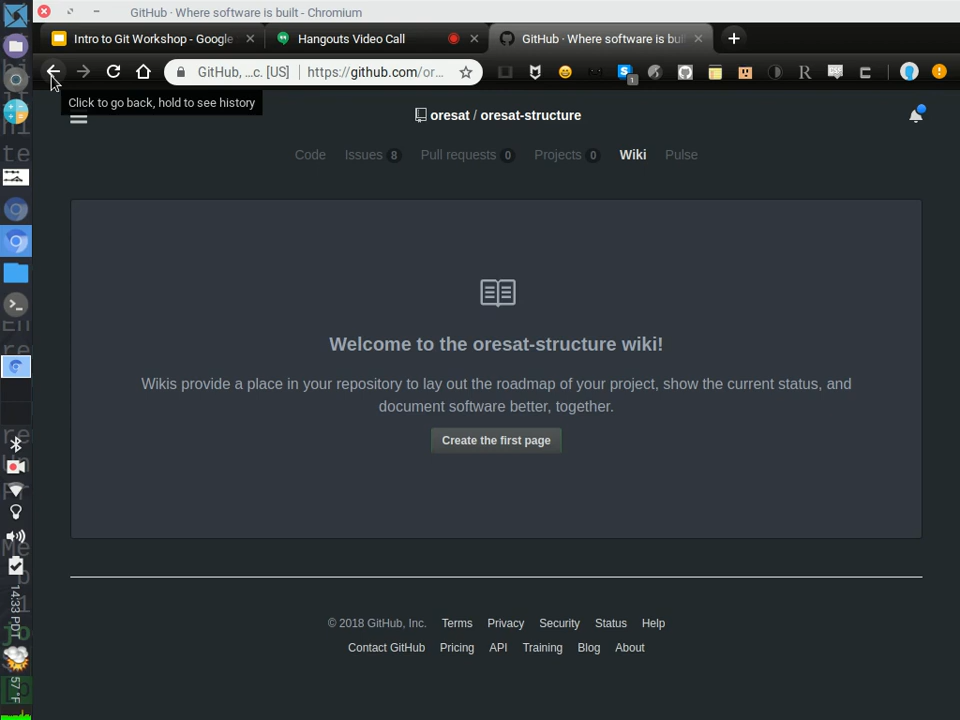 GitHub · Where software is built - Chromium
Intro to Git Workshop - Google
Hangouts Video Call
GitHub · Where software is bui
GitHub, ...c. [US] https://github.com/or...
1
Click to go back, hold to see history
oresat / oresat-structure
Code Issues 8 Pull requests 0 Projects 0 Wiki Pulse
Welcome to the oresat-structure wiki!
Wikis provide a place in your repository to lay out the roadmap of your project, show the current status, and
document software better, together.
Create the first page
© 2018 GitHub, Inc. Terms Privacy Security Status Help
Contact GitHub Pricing API Training Blog About
14:33 PDT
57 °F